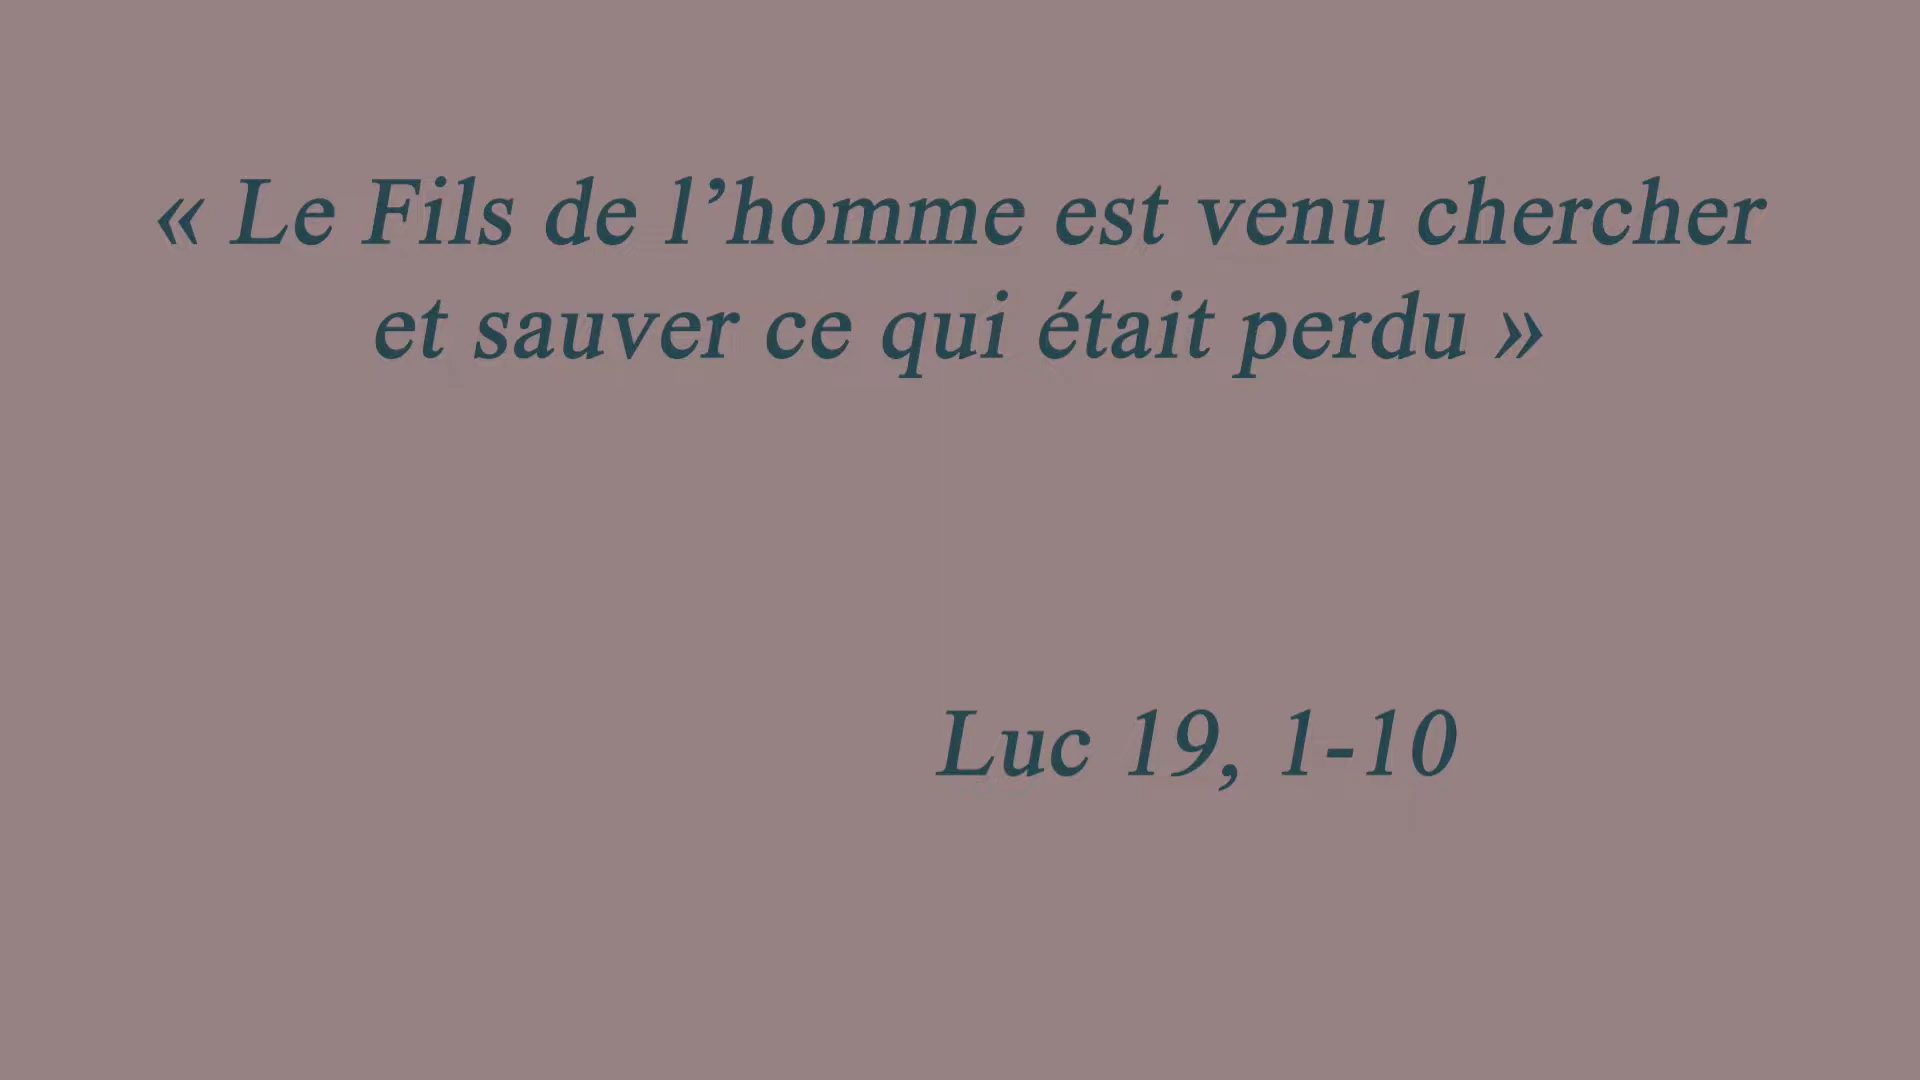 « Le Fils de l’homme est venu chercher
et sauver ce qui était perdu »
Luc 19, 1-10